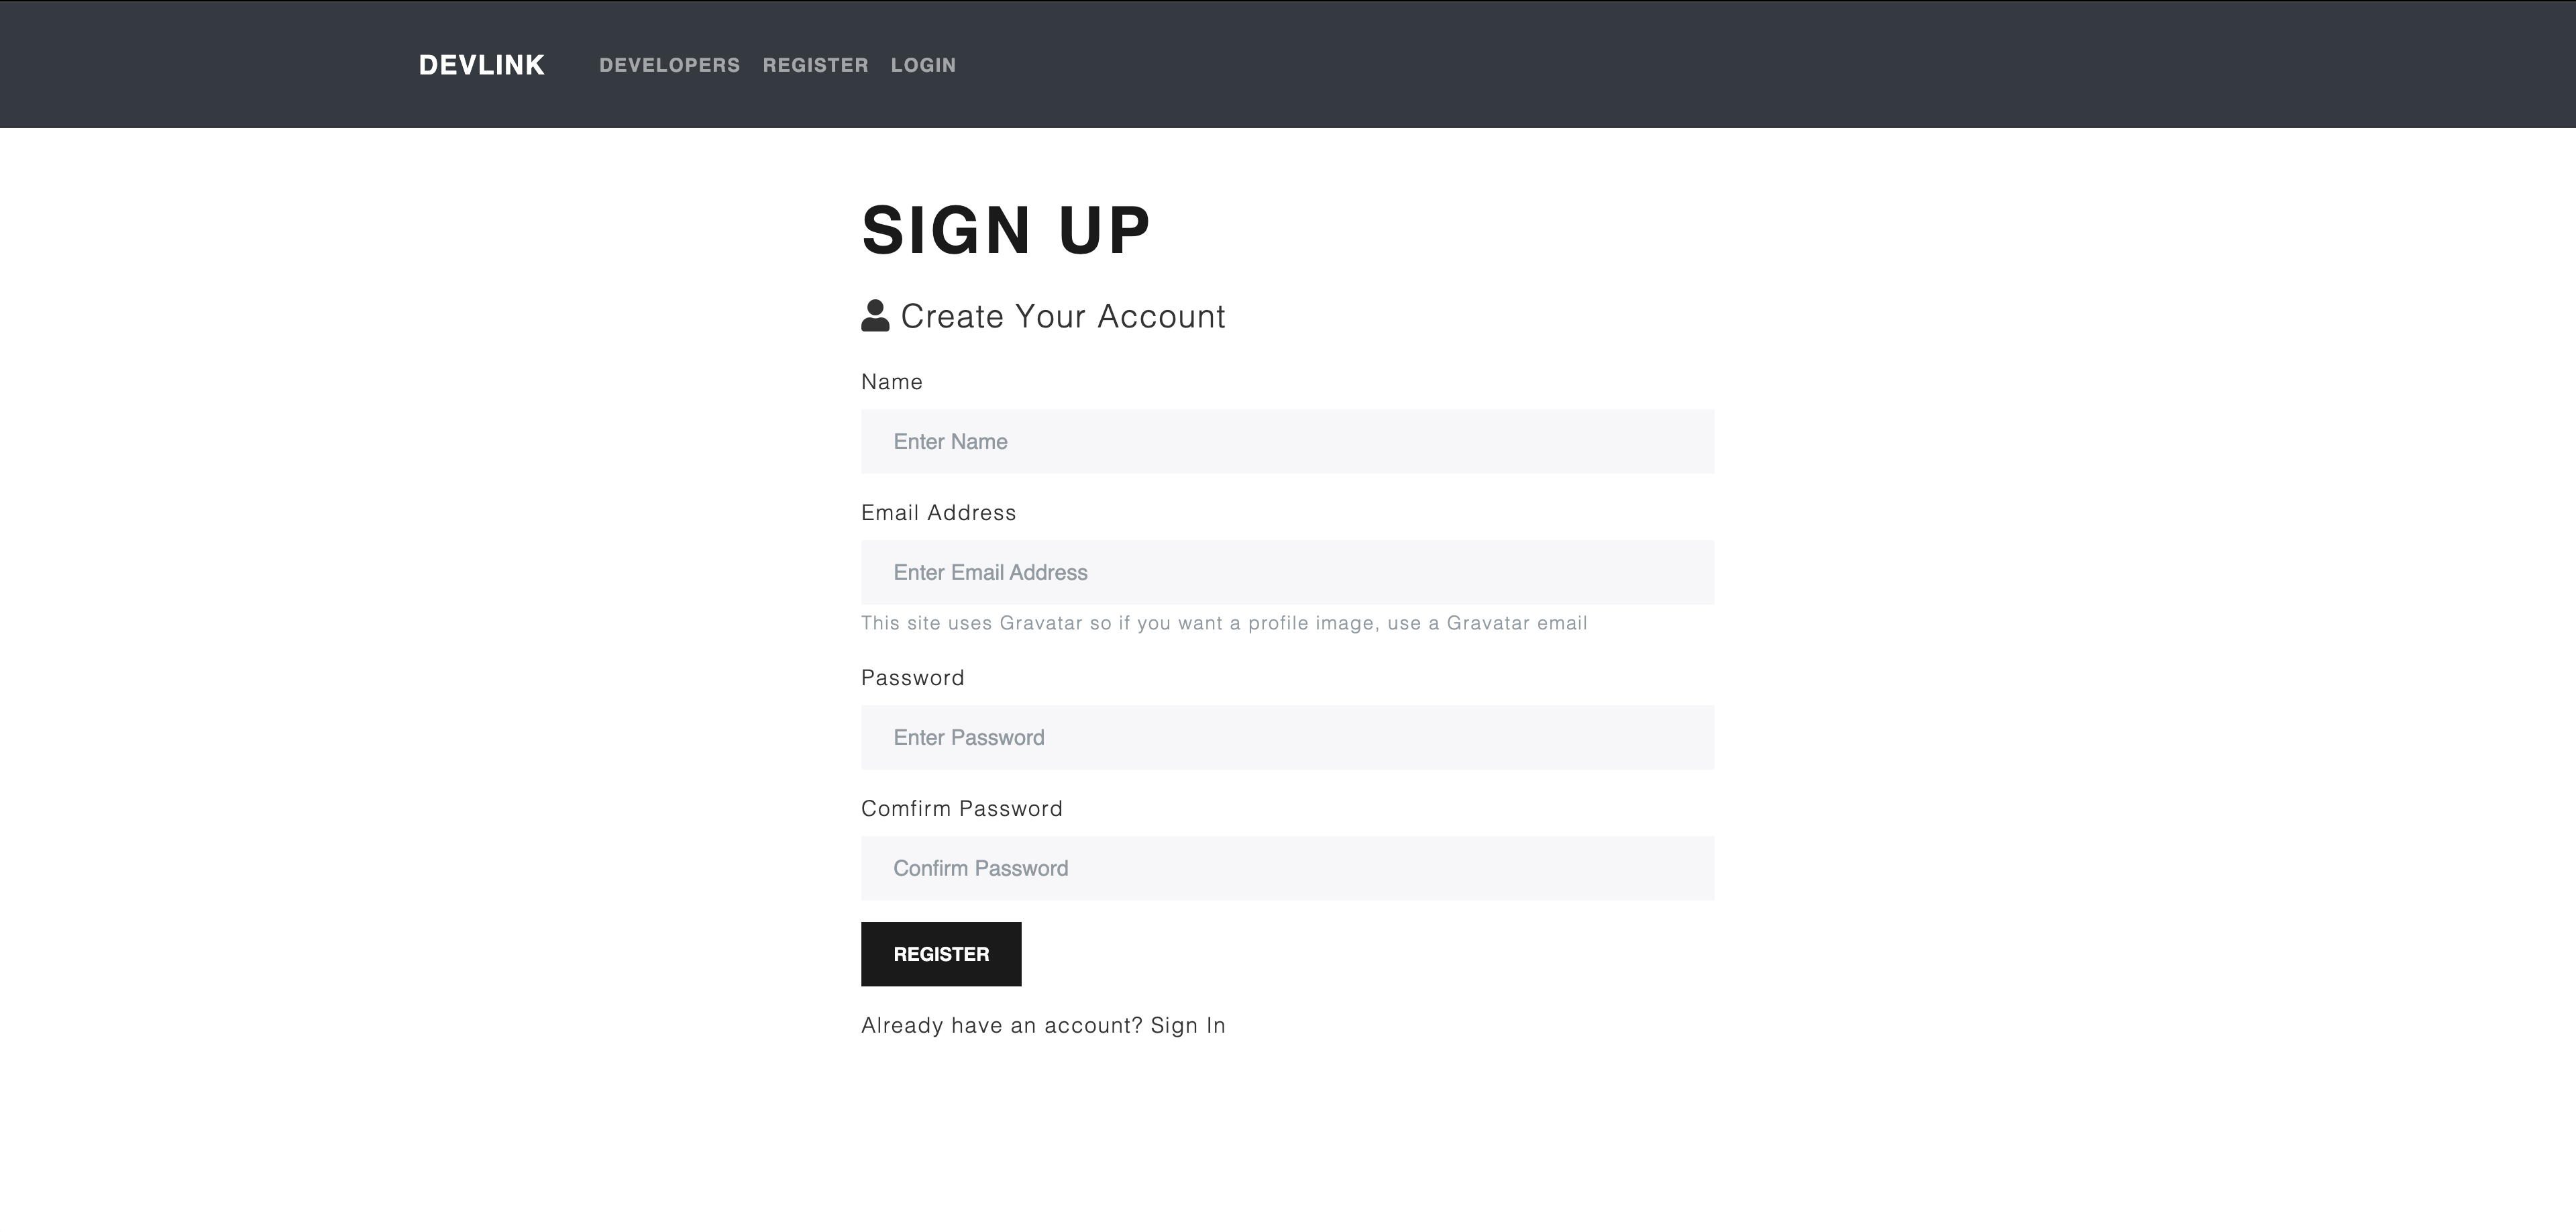 DEVLINK DEVELOPERS REGISTER LOGIN
SIGN UP
Create Your Account
Name
Enter Name
Email Address
Enter Email Address
This site uses Gravatar so if you want a profile image, use a Gravatar email
Password
Enter Password
Comfirm Password
Confirm Password
REGISTER
Already have an account? Sign In